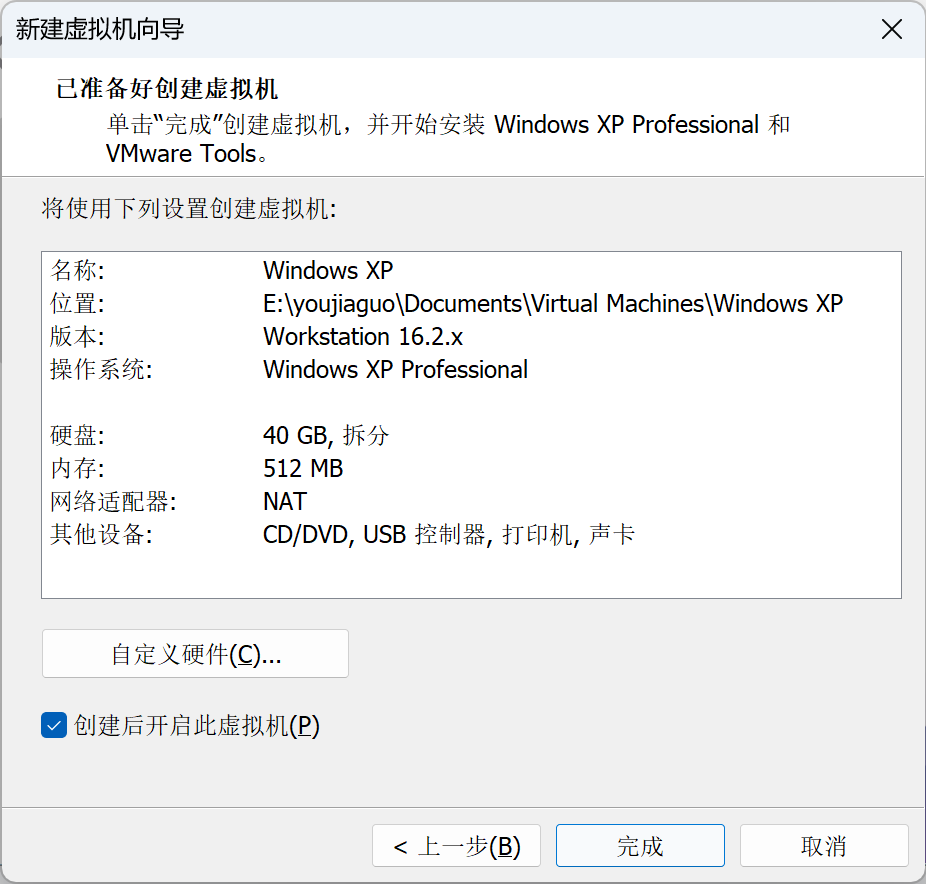 新建虚拟机向导
已准备好创建虚拟机
单击“完成”创建虚拟机，并开始安装 Windows XP Professional 和
VMware Tools。
将使用下列设置创建虚拟机:
名称: Windows XP
位置: E:\youjiaguo\Documents\Virtual Machines\Windows XP
版本: Workstation 16.2.x
操作系统: Windows XP Professional
硬盘: 40 GB, 拆分
内存: 512 MB
网络适配器: NAT
其他设备: CD/DVD, USB 控制器, 打印机, 声卡
自定义硬件(C)...
创建后开启此虚拟机(P)
< 上一步(B) 完成 取消